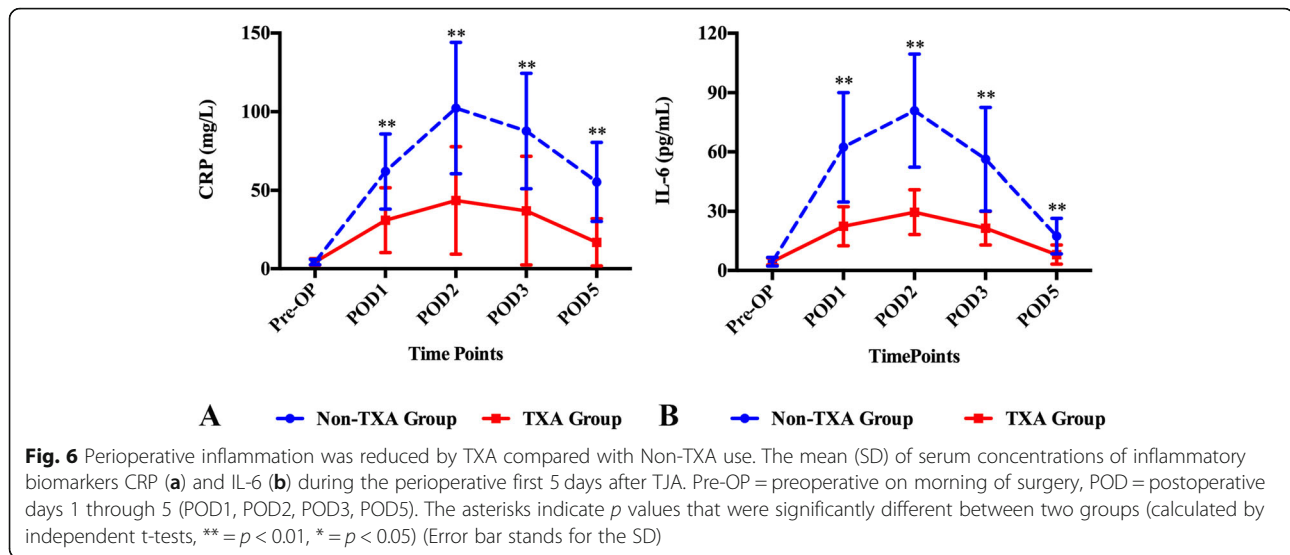 150
**
**
**
**
100
**
50
0
CRP (mg/L)
Pre-OP
POD1
POD2
POD3
POD5
Time Points
120
**
**
**
90
60
30
**
0
IL-6 (pg/mL)
Pre-OP
POD1
POD2
POD3
POD5
TimePoints
A Non-TXA Group TXA Group B Non-TXA Group TXA Group
Fig. 6 Perioperative inflammation was reduced by TXA compared with Non-TXA use. The mean (SD) of serum concentrations of inflammatory
biomarkers CRP (a) and IL-6 (b) during the perioperative first 5 days after TJA. Pre-OP = preoperative on morning of surgery, POD = postoperative
days 1 through 5 (POD1, POD2, POD3, POD5). The asterisks indicate p values that were significantly different between two groups (calculated by
independent t-tests, ** = p < 0.01, * = p < 0.05) (Error bar stands for the SD)